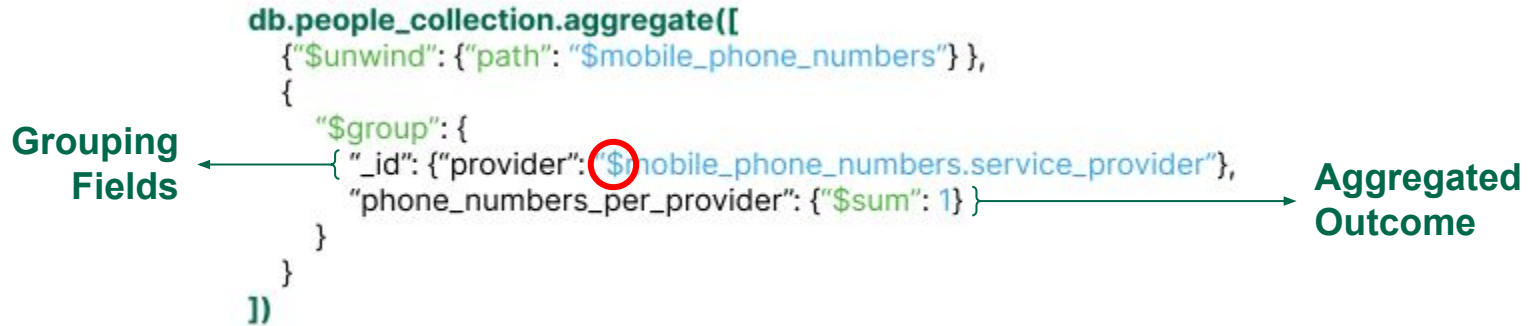 db.people_collection.aggregate([
{“$unwind”: {“path”: “$mobile_phone_numbers”} },
{
“$group”: {
“_id”: {“provider”: “$mobile_phone_numbers.service_provider”},
“phone_numbers_per_provider”: {“$sum”: 1}
}
}
])
Grouping
Fields
Aggregated
Outcome